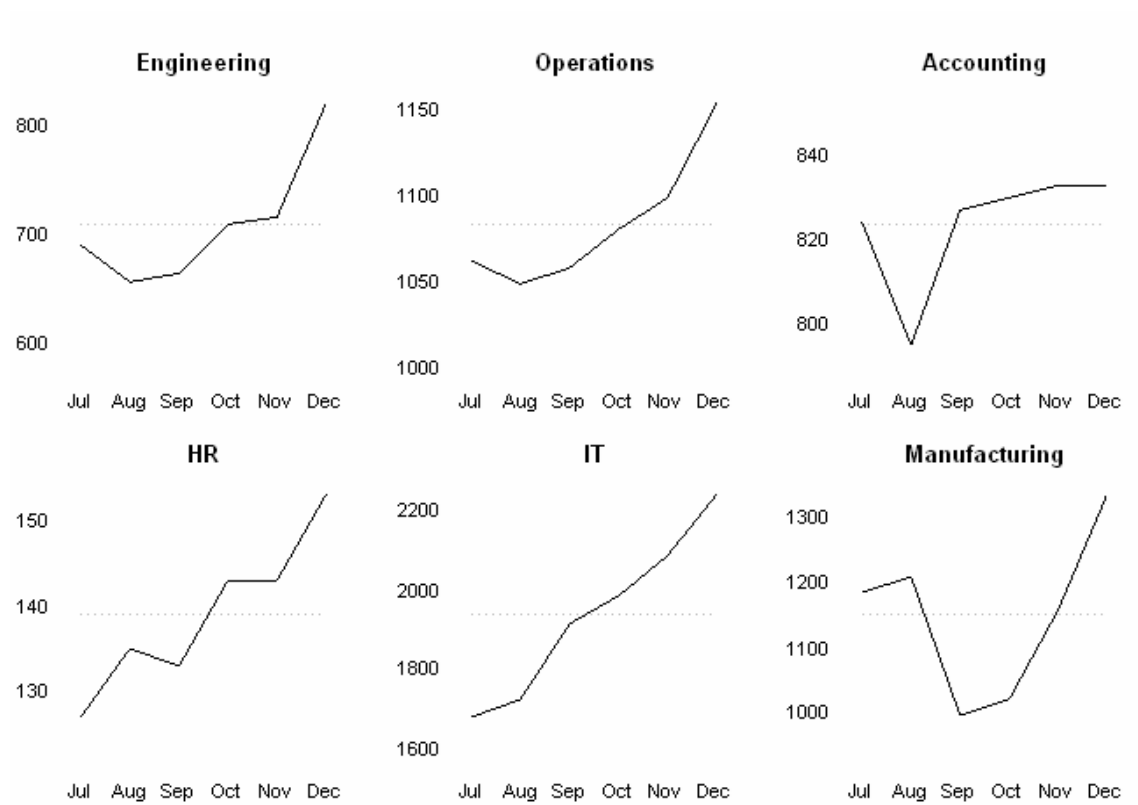 Engineering
800
700
600
Jul Aug Sep Oct Nov Dec
Operations
1150
1100
1050
1000
Jul Aug Sep Oct Nov Dec
Accounting
840
820
800
Jul Aug Sep Oct Nov Dec
HR
150
140
130
Jul Aug Sep Oct Nov Dec
IT
2200
2000
1800
1600
Jul Aug Sep Oct Nov Dec
Manufacturing
1300
1200
1100
1000
Jul Aug Sep Oct Nov Dec